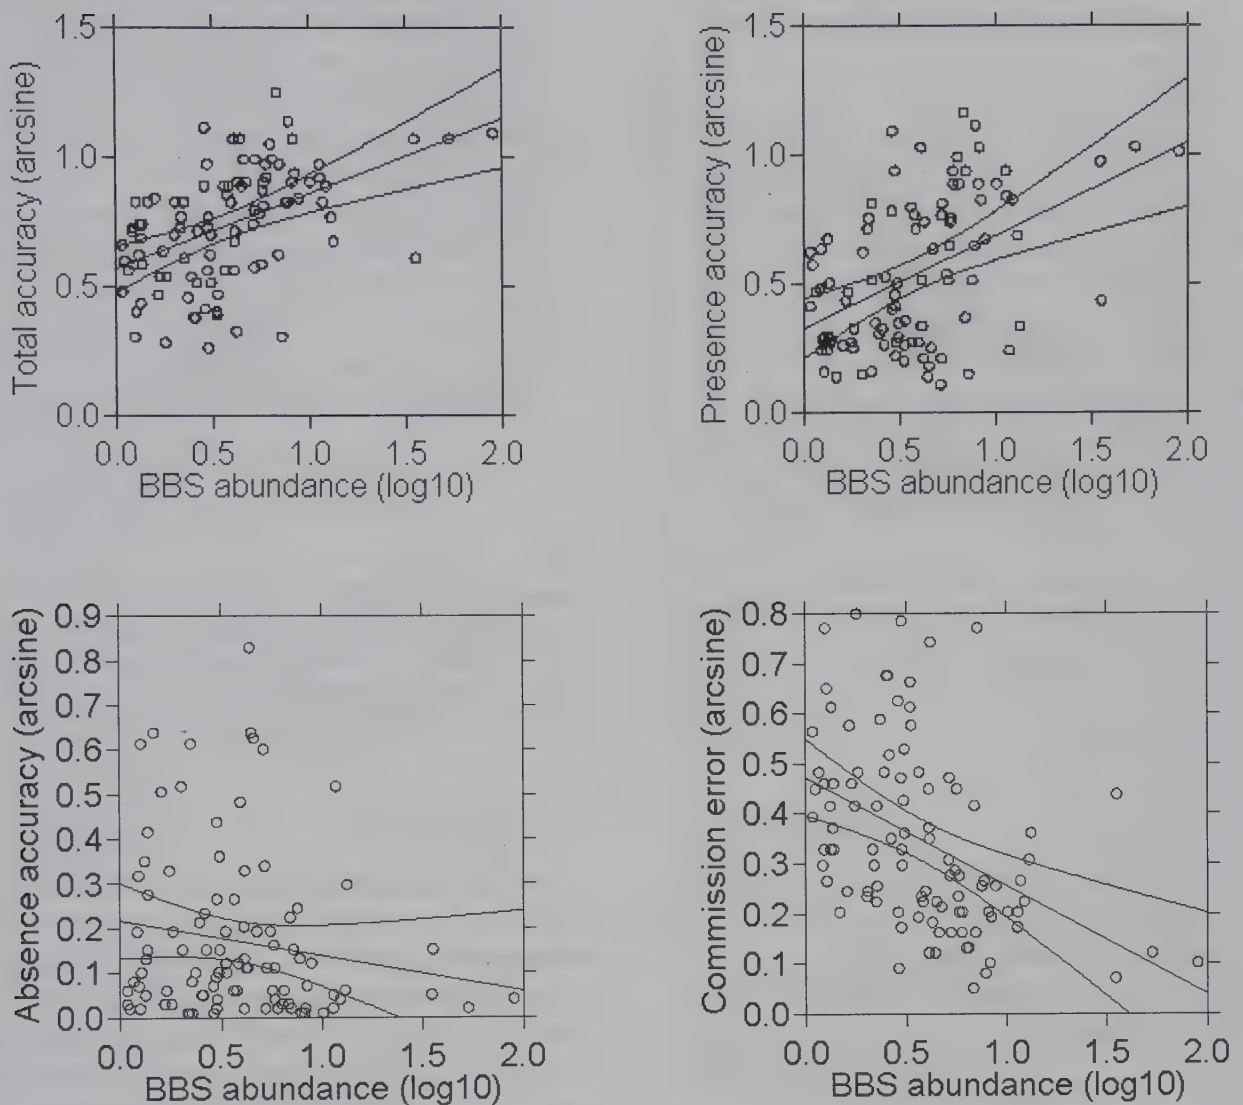 1.5
1.0
0.5
0.0
Total accuracy (arcsine)
0.0 0.5 1.0 1.5 2.0
BBS abundance (log10)
1.5
1.0
0.5
0.0
Presence accuracy (arcsine)
0.0 0.5 1.0 1.5 2.0
BBS abundance (log10)
0.9
0.8
0.7
0.6
0.5
0.4
0.3
0.2
0.1
0.0
Absence accuracy (arcsine)
0.0 0.5 1.0 1.5 2.0
BBS abundance (log10)
0.8
0.7
0.6
0.5
0.4
0.3
0.2
0.1
0.0
Commission error (arcsine)
0.0 0.5 1.0 1.5 2.0
BBS abundance (log10)